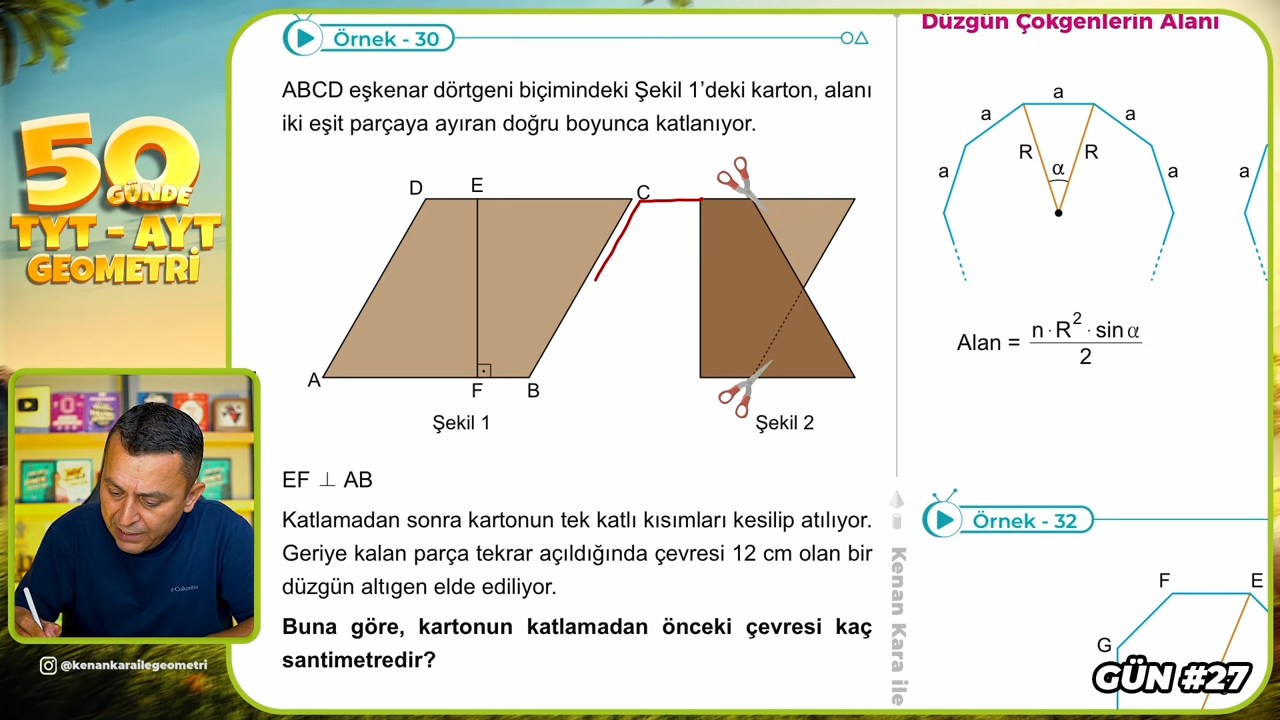 50
GÜNDE
TYT - AYT
GEOMETRİ
@kenankarailegeometri
Columbia
Örnek - 30
ABCD eşkenar dörtgeni biçimindeki Şekil 1'deki karton, alanı
iki eşit parçaya ayıran doğru boyunca katlanıyor.
D E C
A F B
Şekil 1 Şekil 2
EF ⊥ AB
Katlamadan sonra kartonun tek katlı kısımları kesilip atılıyor.
Geriye kalan parça tekrar açıldığında çevresi 12 cm olan bir
düzgün altıgen elde ediliyor.
Buna göre, kartonun katlamadan önceki çevresi kaç
santimetredir?
Kenan Kara ile
Düzgün Çokgenlerin Alanı
a
a a
R R
α
a a a
Alan = n · R² · sin α / 2
Örnek - 32
F E
G
GÜN #27